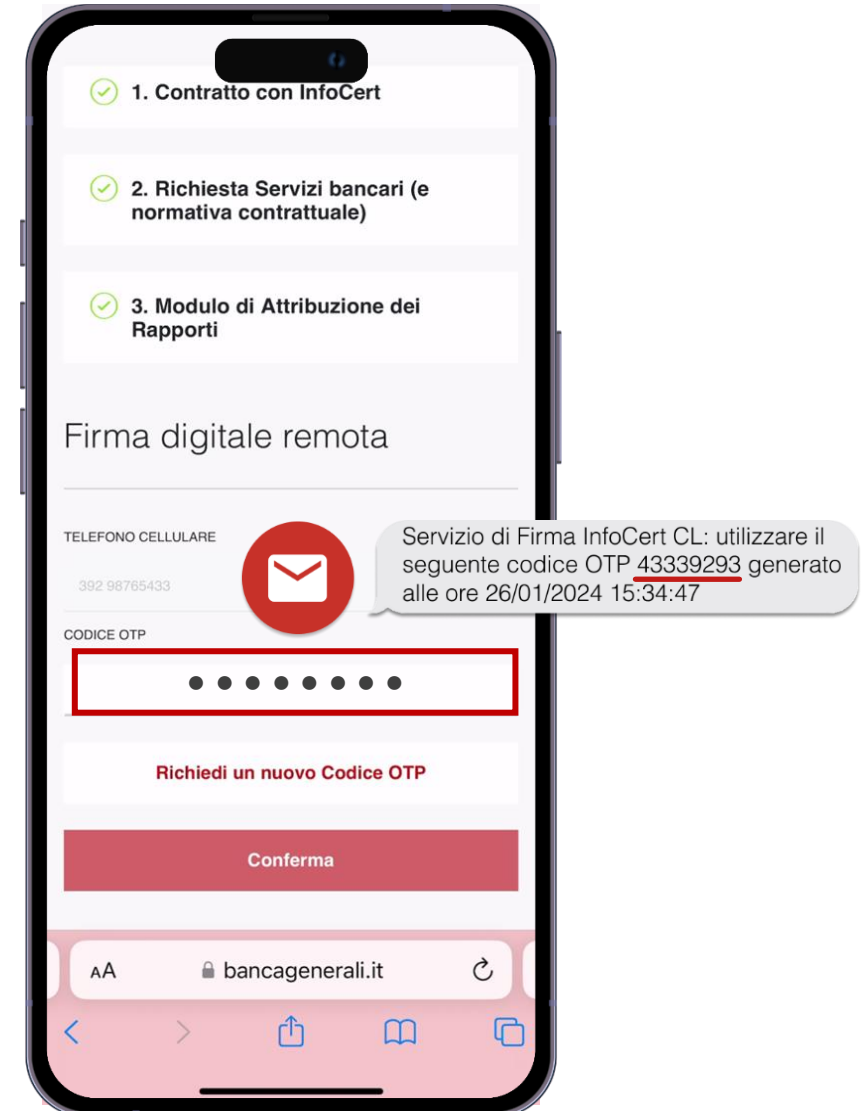 1. Contratto con InfoCert
2. Richiesta Servizi bancari (e
normativa contrattuale)
3. Modulo di Attribuzione dei
Rapporti
Firma digitale remota
TELEFONO CELLULARE
392 98765433
Servizio di Firma InfoCert CL: utilizzare il
seguente codice OTP 43339293 generato
alle ore 26/01/2024 15:34:47
CODICE OTP
Richiedi un nuovo Codice OTP
Conferma
AA
bancagenerali.it